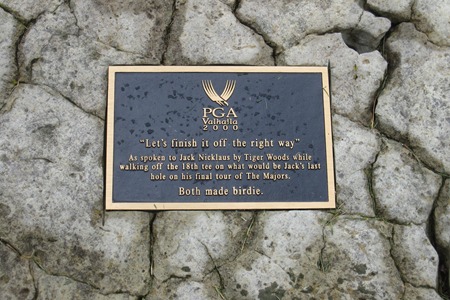 PGA
Valhalla
2000
"Let's finish it off the right way"
As spoken to Jack Nicklaus by Tiger Woods while
walking off the 18th tee on what would be Jack's last
hole on his final tour of The Majors.
Both made birdie.